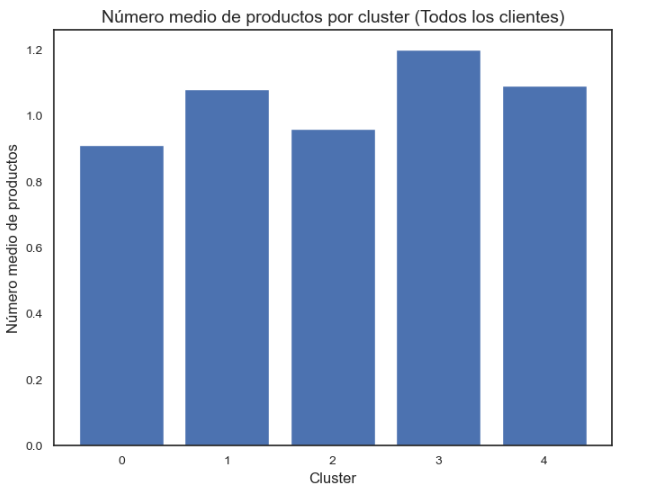 Número medio de productos por cluster (Todos los clientes)
Número medio de productos
1.2
1.0
0.8
0.6
0.4
0.2
0.0
0 1 2 3 4
Cluster